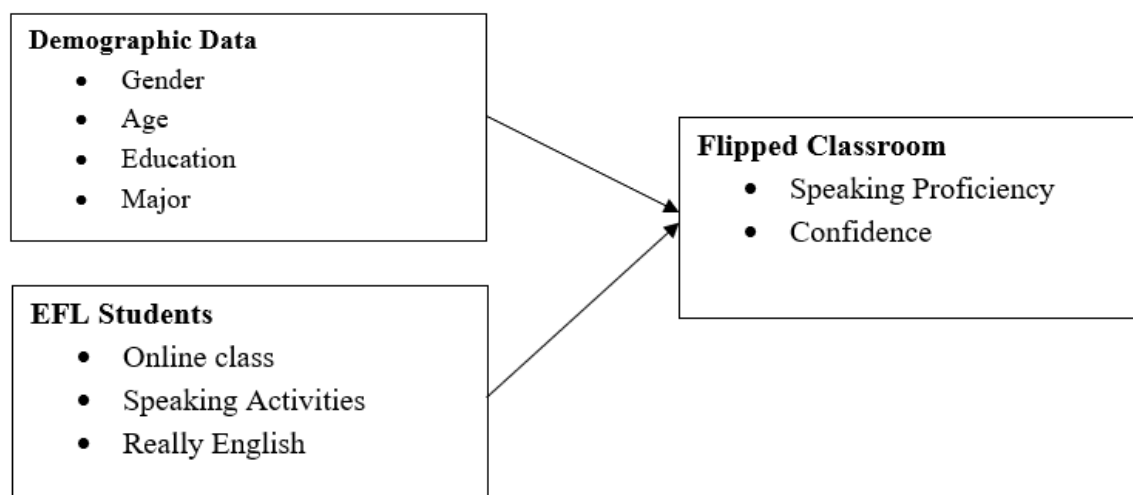 Demographic Data
• Gender
• Age
• Education
• Major
EFL Students
• Online class
• Speaking Activities
• Really English
Flipped Classroom
• Speaking Proficiency
• Confidence